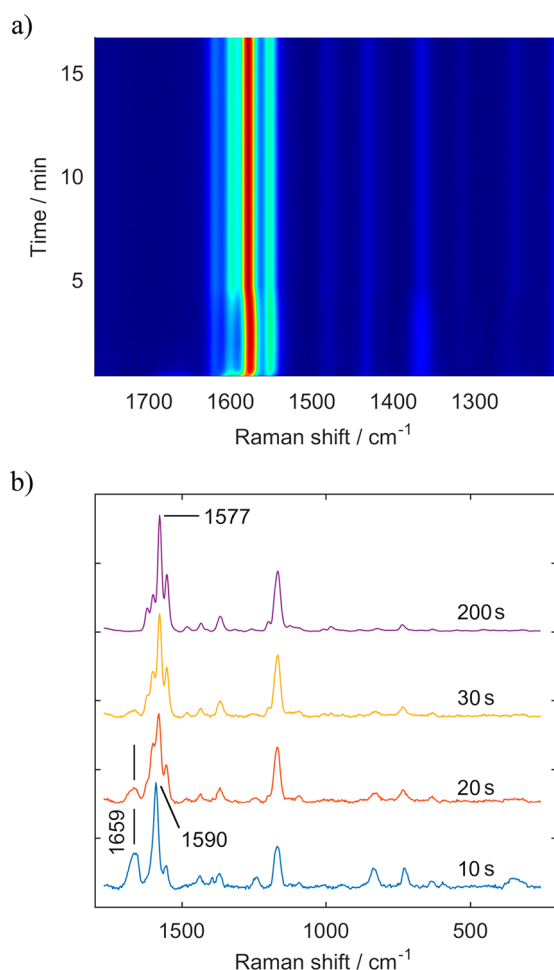 a)
15
10
5
Time / min
1700 1600 1500 1400 1300
Raman shift / cm⁻¹
b)
1577
200 s
30 s
20 s
1659
1590
10 s
1500 1000 500
Raman shift / cm⁻¹